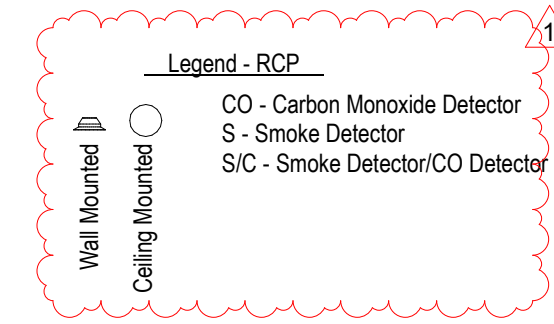 1
Legend - RCP
CO - Carbon Monoxide Detector
S - Smoke Detector
S/C - Smoke Detector/CO Detector
Wall Mounted
Ceiling Mounted